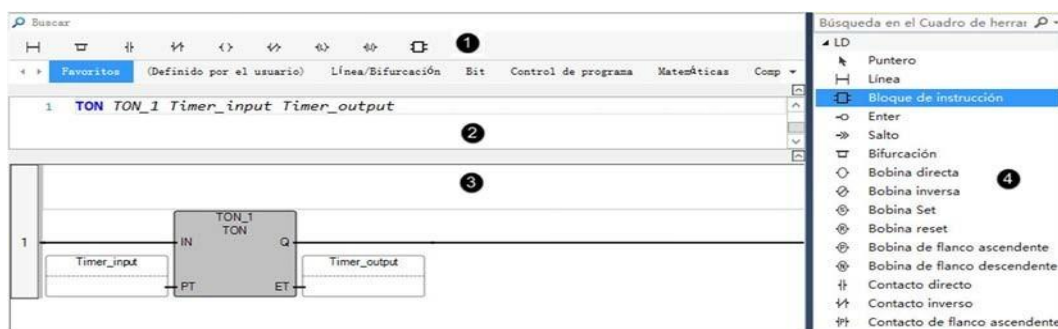 Buscar
1
Favoritos (Definido por el usuario) Línea/Bifurcación Bit Control de programa Matemáticas Comp
1 TON TON_1 Timer_input Timer_output
2
3
1
TON_1
TON
IN Q
Timer_input Timer_output
PT ET
Búsqueda en el Cuadro de herrar
LD
Puntero
Línea
Bloque de instrucción
Enter
Salto
Bifurcación
Bobina directa
4
Bobina inversa
Bobina Set
Bobina reset
Bobina de flanco ascendente
Bobina de flanco descendente
Contacto directo
Contacto inverso
Contacto de flanco ascendente